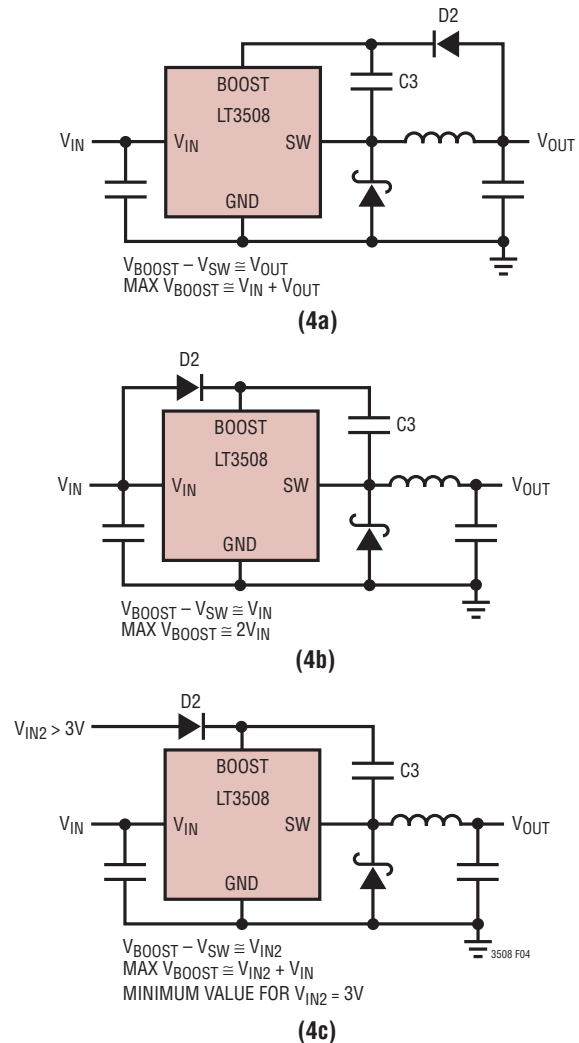 D2
BOOST
C3
LT3508
V_IN
V_IN
SW
V_OUT
GND
V_BOOST – V_SW ≅ V_OUT
MAX V_BOOST ≅ V_IN + V_OUT
(4a)
D2
BOOST
C3
LT3508
V_IN
V_IN
SW
V_OUT
GND
V_BOOST – V_SW ≅ V_IN
MAX V_BOOST ≅ 2V_IN
(4b)
D2
V_IN2 > 3V
BOOST
C3
LT3508
V_IN
V_IN
SW
V_OUT
GND
3508 F04
V_BOOST – V_SW ≅ V_IN2
MAX V_BOOST ≅ V_IN2 + V_IN
MINIMUM VALUE FOR V_IN2 = 3V
(4c)